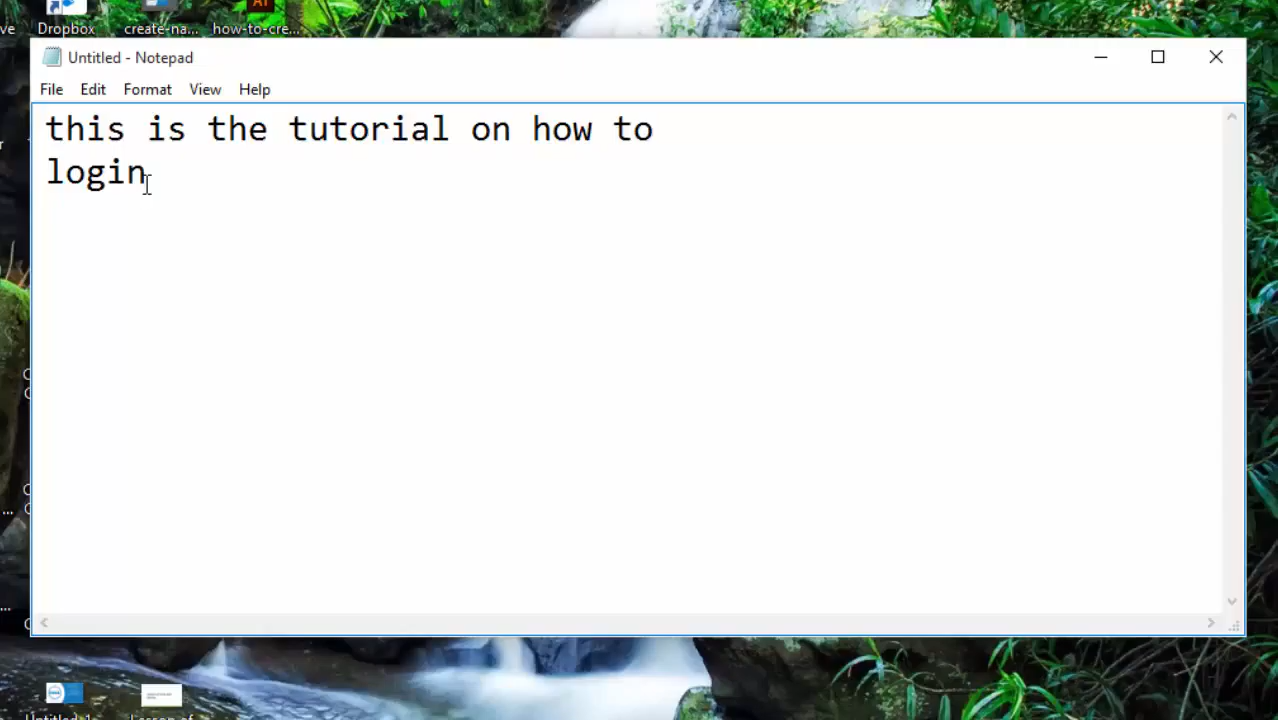 Dropbox
create-na...
how-to-cre...
Untitled - Notepad
File Edit Format View Help
this is the tutorial on how to
login